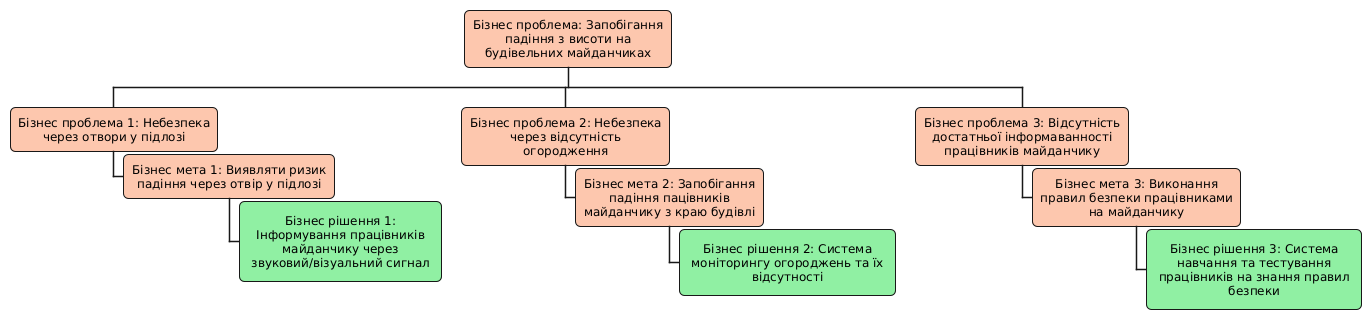 Бізнес проблема: Запобігання
падіння з висоти на
будівельних майданчиках
Бізнес проблема 1: Небезпека
через отвори у підлозі
Бізнес мета 1: Виявляти ризик
падіння через отвір у підлозі
Бізнес рішення 1:
Інформування працівників
майданчику через
звуковий/візуальний сигнал
Бізнес проблема 2: Небезпека
через відсутність
огородження
Бізнес мета 2: Запобігання
падіння пацівників
майданчику з краю будівлі
Бізнес рішення 2: Система
моніторингу огороджень та їх
відсутності
Бізнес проблема 3: Відсутність
достатньої інформаванності
працівників майданчику
Бізнес мета 3: Виконання
правил безпеки працівниками
на майданчику
Бізнес рішення 3: Система
навчання та тестування
працівників на знання правил
безпеки